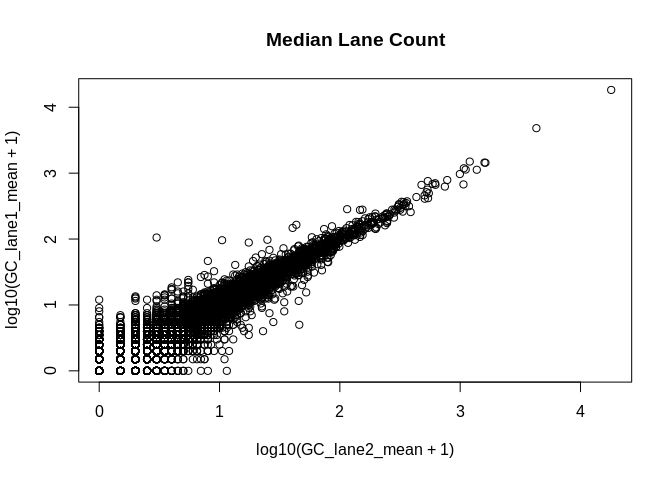 Median Lane Count
log10(GC_lane1_mean + 1)
4
3
2
1
0
0 1 2 3 4
log10(GC_lane2_mean + 1)